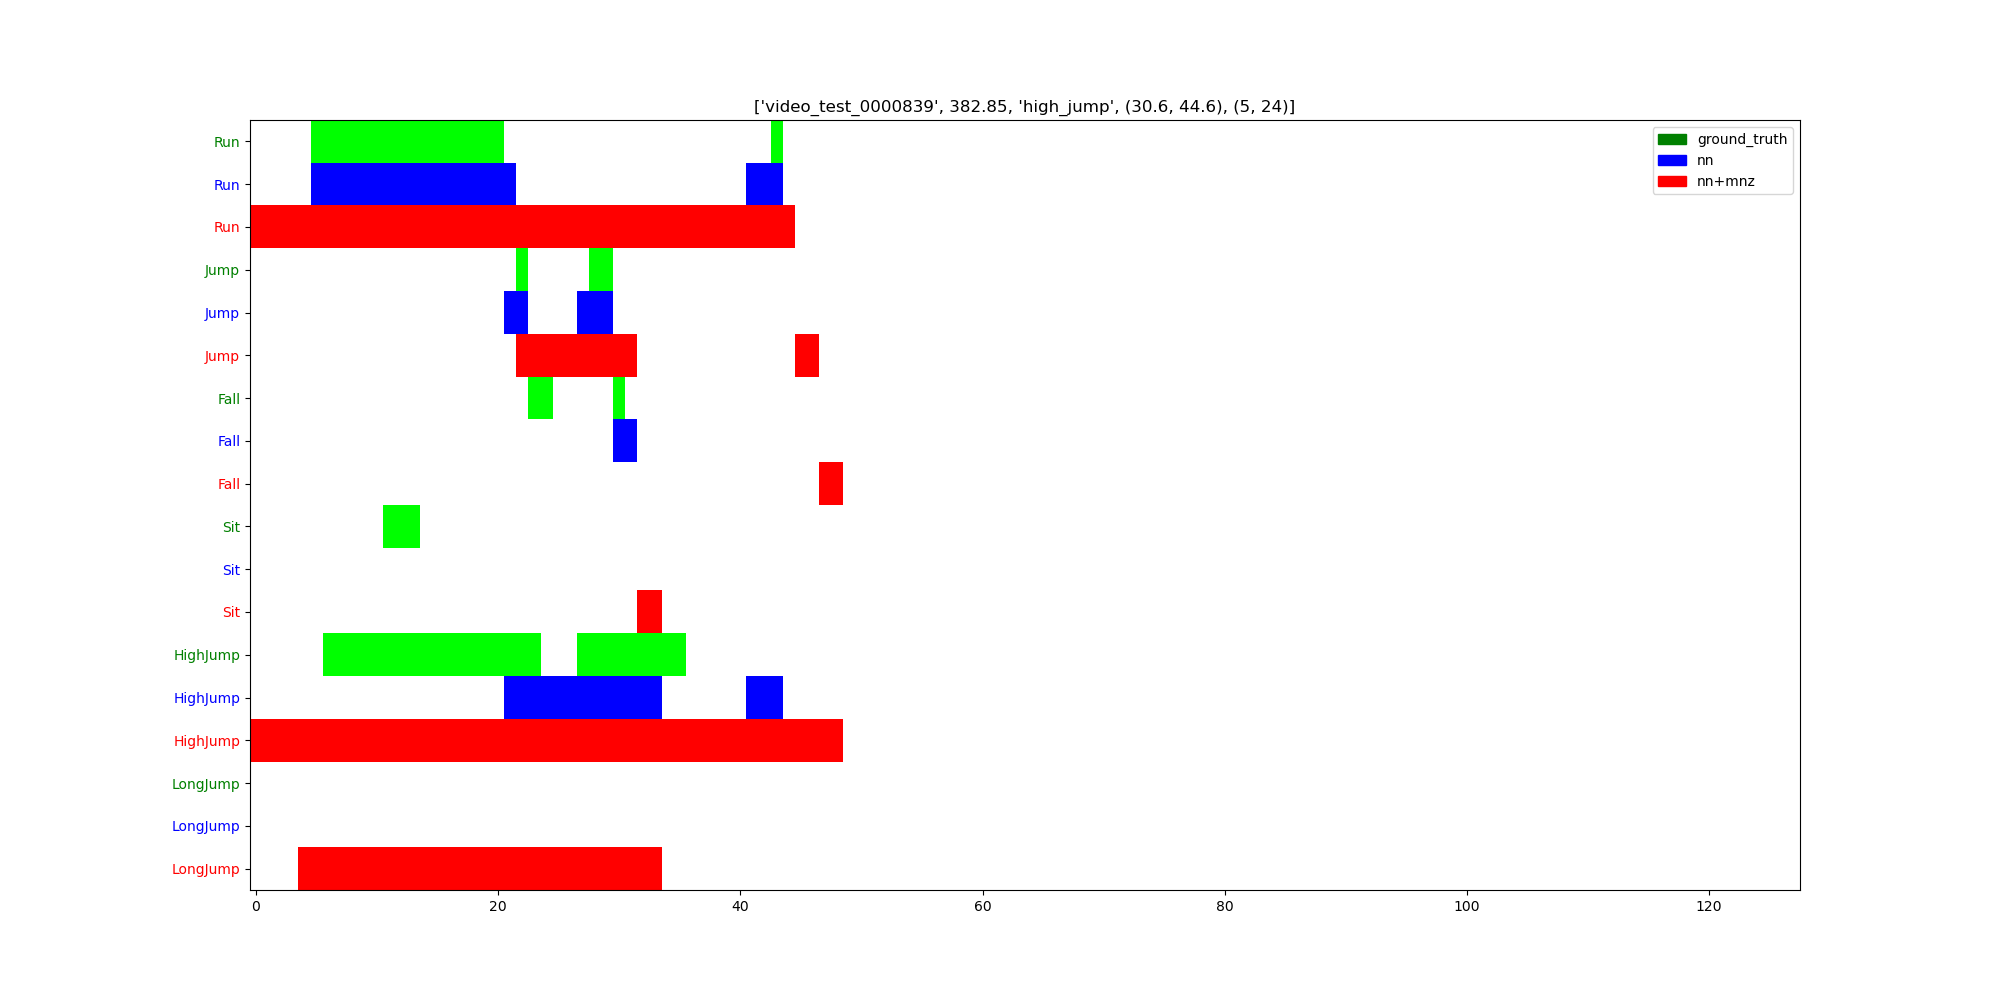 ['video_test_0000839', 382.85, 'high_jump', (30.6, 44.6), (5, 24)]
ground_truth
nn
nn+mnz
Run
Run
Run
Jump
Jump
Jump
Fall
Fall
Fall
Sit
Sit
Sit
HighJump
HighJump
HighJump
LongJump
LongJump
LongJump
0 20 40 60 80 100 120